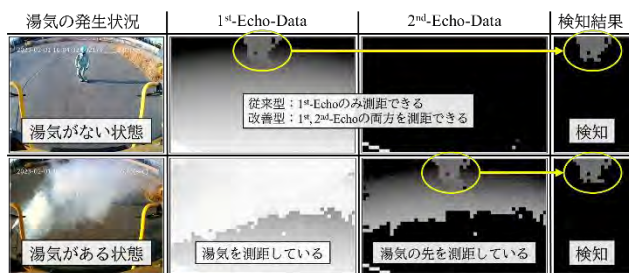 湯気の発生状況
1st-Echo-Data
2nd-Echo-Data
検知結果
従来型：1st-Echoのみ測距できる
改善型：1st,2nd-Echoの両方を測距できる
湯気がない状態
検知
湯気がある状態
湯気を測距している
湯気の先を測距している
検知